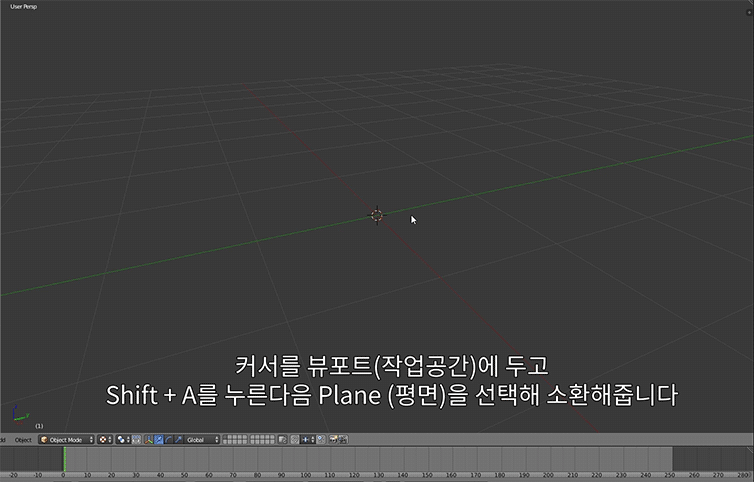 User Persp
커서를 뷰포트(작업공간)에 두고
Shift + A를 누른다음 Plane (평면)을 선택해 소환해줍니다
(1)
Object Object Mode Global
-20 -10 0 10 20 30 40 50 60 70 80 90 100 110 120 130 140 150 160 170 180 190 200 210 220 230 240 250 260 270 280